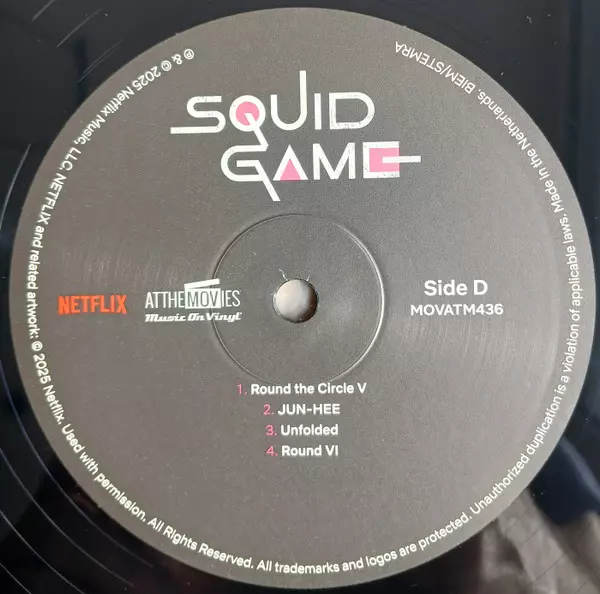 SQUID
GAME
NETFLIX
ATTHEMOVIES
Music On Vinyl
Side D
MOVATM436
1. Round the Circle V
2. JUN-HEE
3. Unfolded
4. Round VI
℗ & © 2025 Netflix Music, LLC. NETFLIX and related artwork: © 2025 Netflix. Used with permission. All Rights Reserved. All trademarks and logos are protected. Unauthorized duplication is a violation of applicable laws. Made in the Netherlands. BIEM/STEMRA